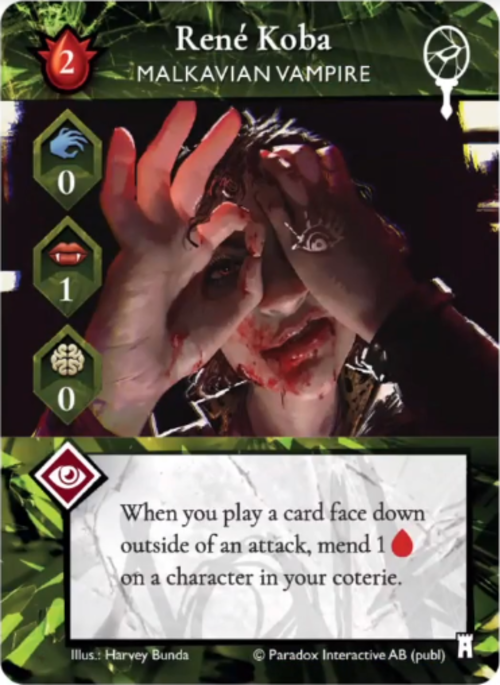 2
René Koba
MALKAVIAN VAMPIRE
0
1
0
When you play a card face down
outside of an attack, mend 1
on a character in your coterie.
Illus.: Harvey Bunda
© Paradox Interactive AB (publ)